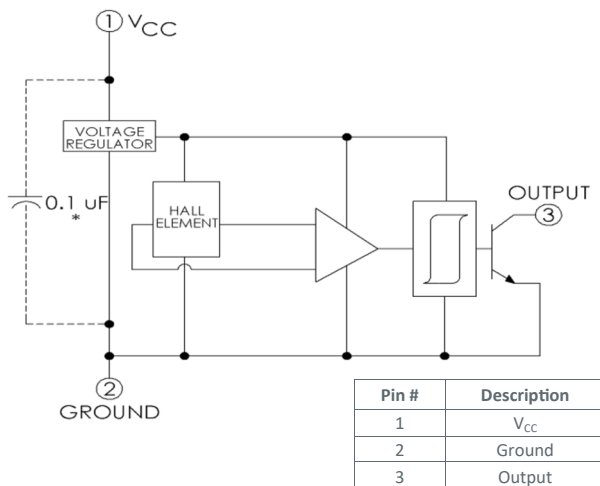 1 VCC
VOLTAGE
REGULATOR
0.1 uF
*
HALL
ELEMENT
OUTPUT
3
2
GROUND
Pin # Description
1 VCC
2 Ground
3 Output